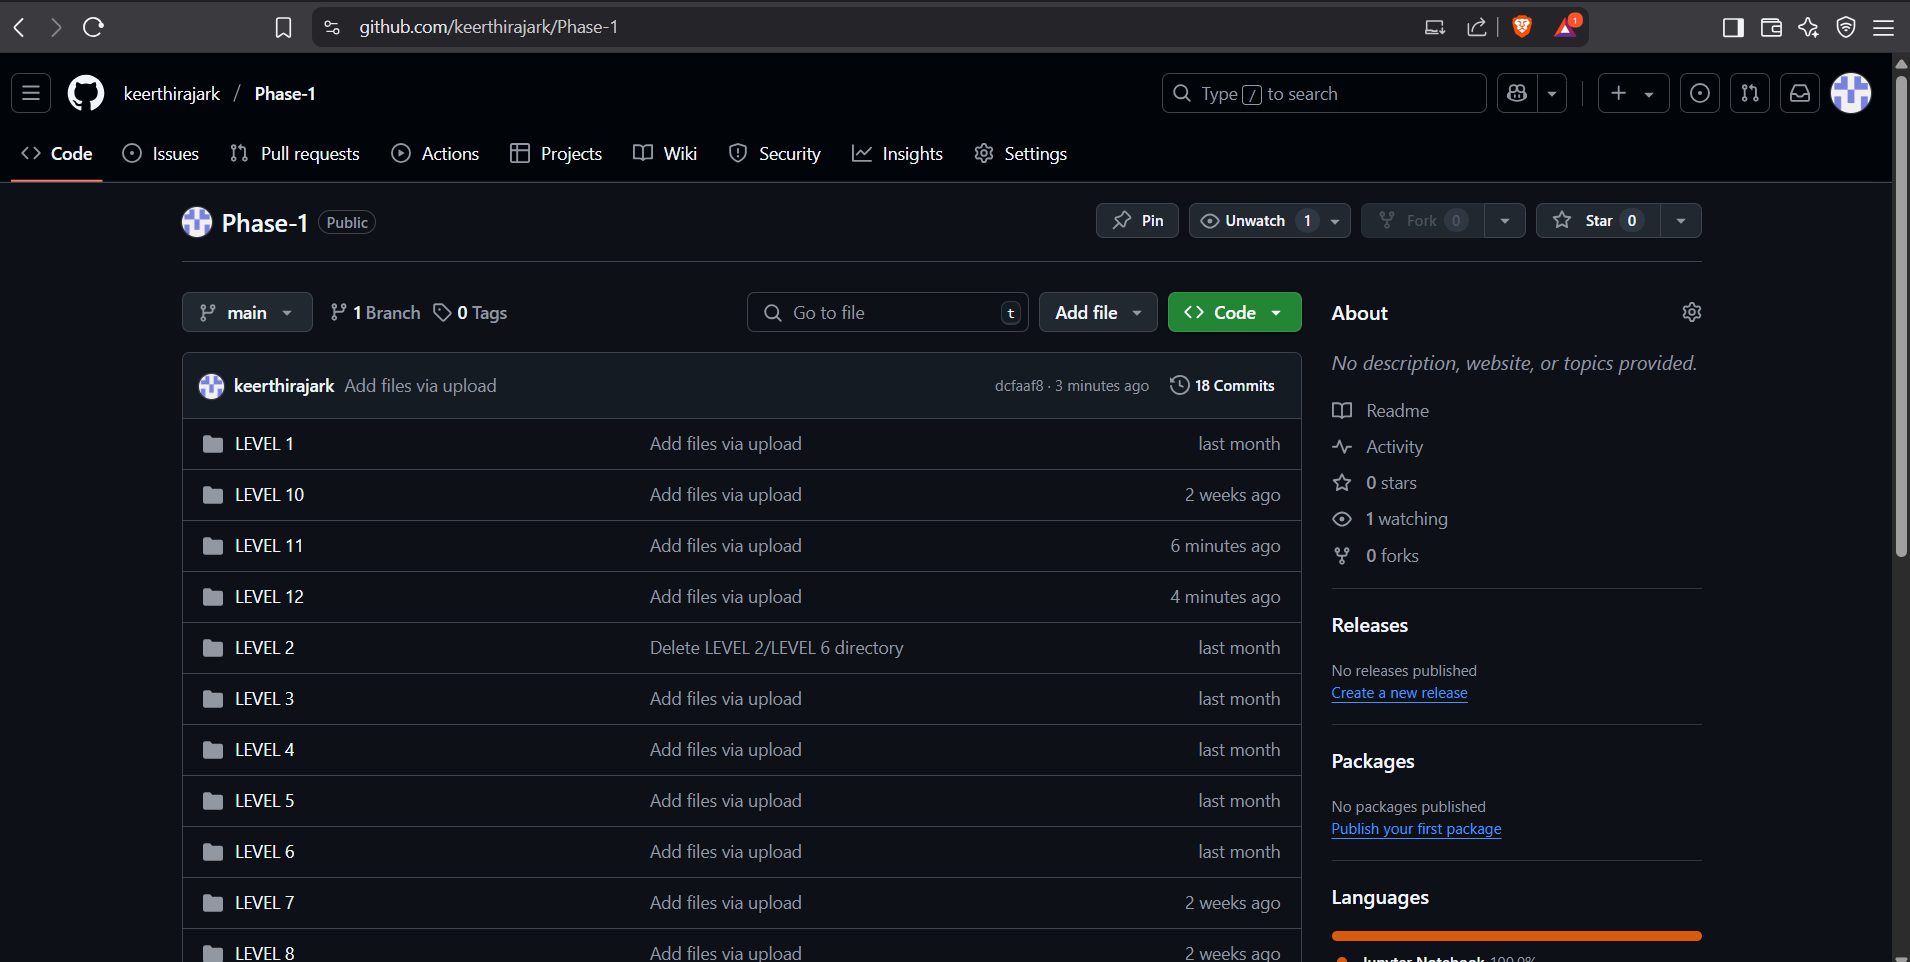 github.com/keerthirajark/Phase-1
1
keerthirajark / Phase-1
Type / to search
Code Issues Pull requests Actions Projects Wiki Security Insights Settings
Phase-1 Public
Pin Unwatch 1 Fork 0 Star 0
main 1 Branch 0 Tags Go to file t Add file Code
keerthirajark Add files via upload dcfaaf8 · 3 minutes ago 18 Commits
LEVEL 1 Add files via upload last month
LEVEL 10 Add files via upload 2 weeks ago
LEVEL 11 Add files via upload 6 minutes ago
LEVEL 12 Add files via upload 4 minutes ago
LEVEL 2 Delete LEVEL 2/LEVEL 6 directory last month
LEVEL 3 Add files via upload last month
LEVEL 4 Add files via upload last month
LEVEL 5 Add files via upload last month
LEVEL 6 Add files via upload last month
LEVEL 7 Add files via upload 2 weeks ago
LEVEL 8 Add files via upload 2 weeks ago
About
No description, website, or topics provided.
Readme
Activity
0 stars
1 watching
0 forks
Releases
No releases published
Create a new release
Packages
No packages published
Publish your first package
Languages
Jupyter Notebook 100.0%